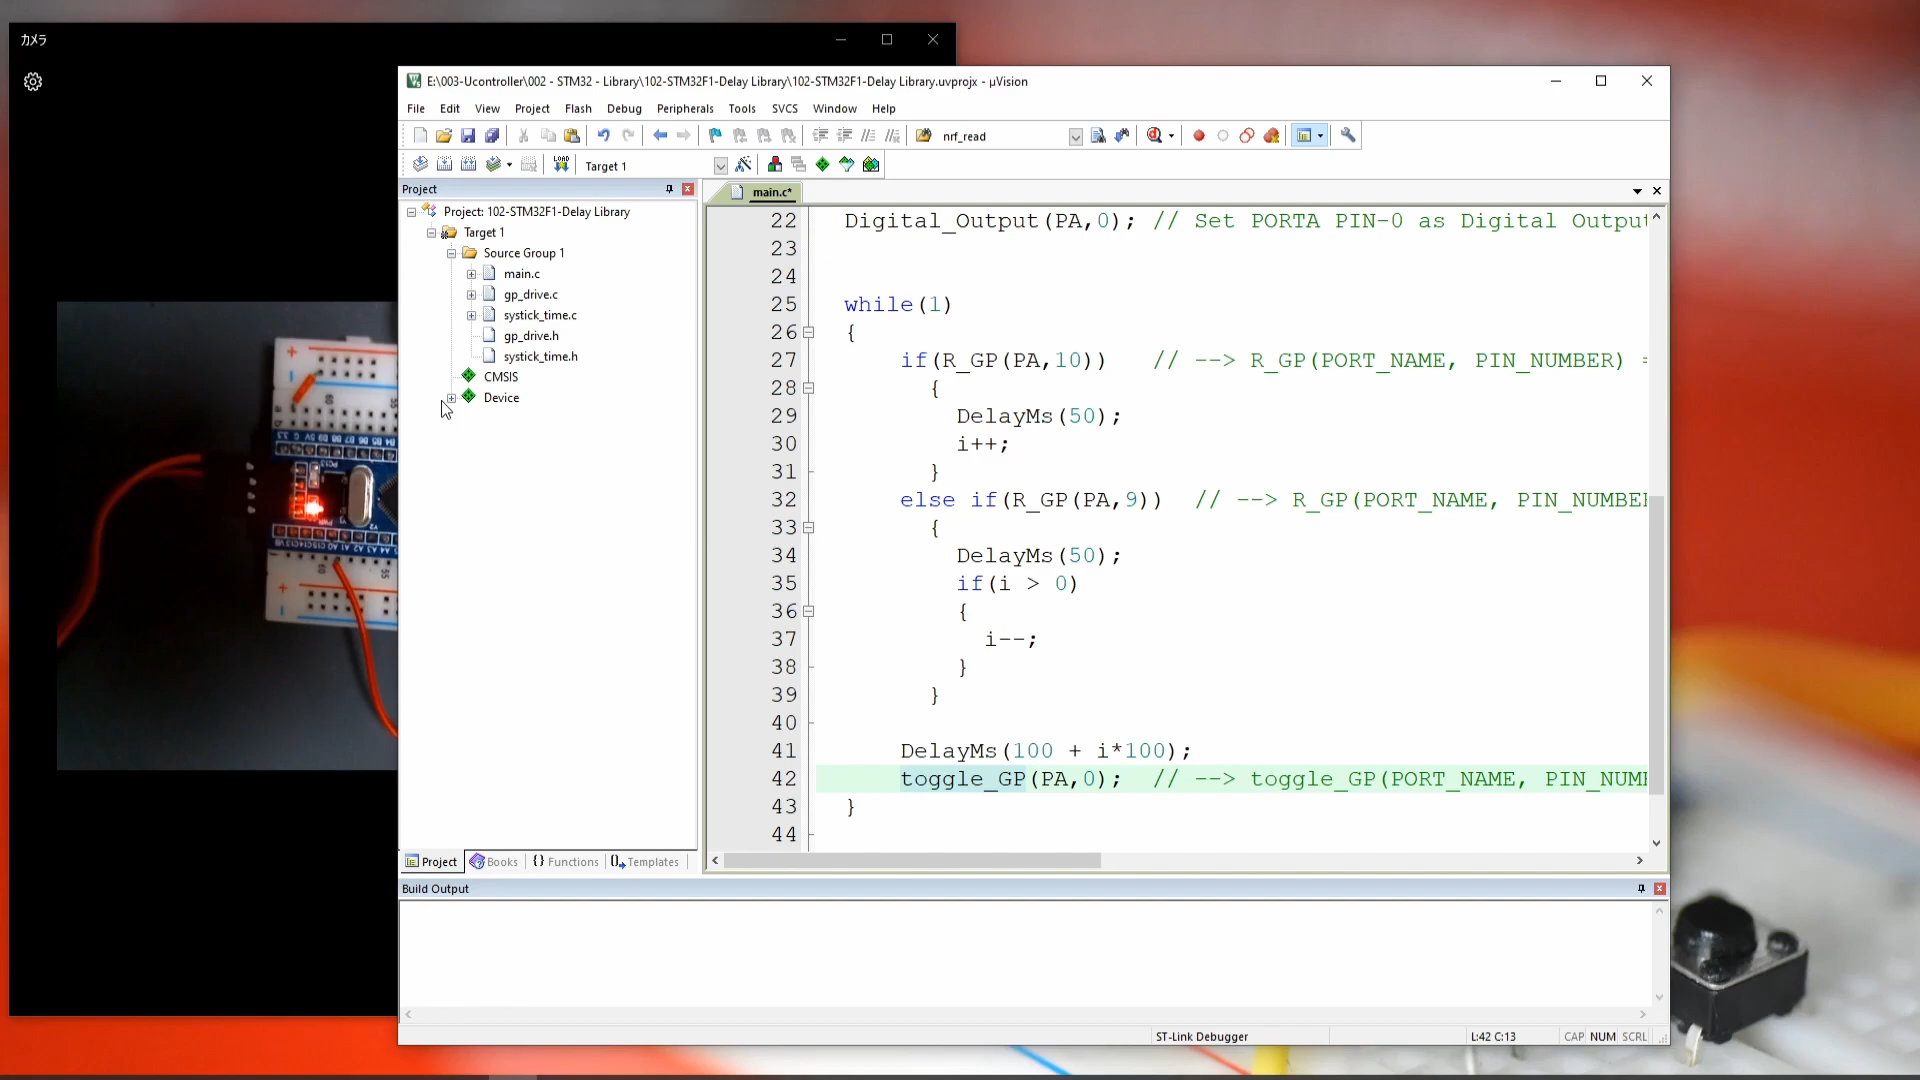 カメラ
E:\003-Ucontroller\002 - STM32 - Library\102-STM32F1-Delay Library\102-STM32F1-Delay Library.uvprojx - µVision
File Edit View Project Flash Debug Peripherals Tools SVCS Window Help
nrf_read
LOAD Target 1
Project
Project: 102-STM32F1-Delay Library
Target 1
Source Group 1
main.c
gp_drive.c
systick_time.c
gp_drive.h
systick_time.h
CMSIS
Device
Project Books Functions Templates
main.c*
22 Digital_Output(PA,0); // Set PORTA PIN-0 as Digital Output
23
24
25 while(1)
26 {
27 if(R_GP(PA,10)) // --> R_GP(PORT_NAME, PIN_NUMBER) =
28 {
29 DelayMs(50);
30 i++;
31 }
32 else if(R_GP(PA,9)) // --> R_GP(PORT_NAME, PIN_NUMBER
33 {
34 DelayMs(50);
35 if(i > 0)
36 {
37 i--;
38 }
39 }
40
41 DelayMs(100 + i*100);
42 toggle_GP(PA,0); // --> toggle_GP(PORT_NAME, PIN_NUM
43 }
44
Build Output
ST-Link Debugger L:42 C:13 CAP NUM SCRL